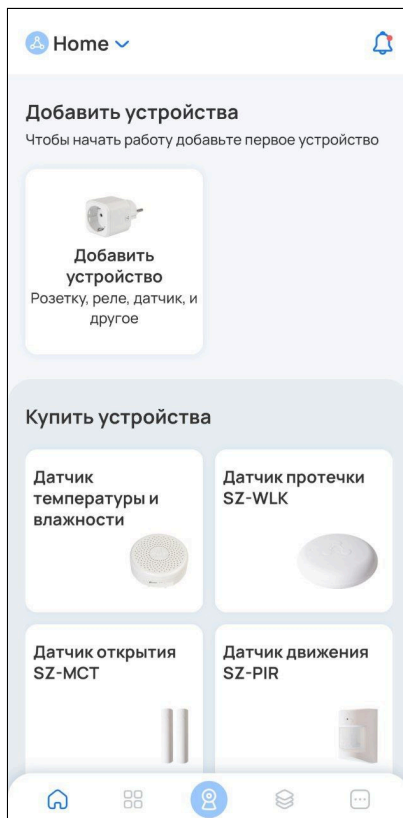 Home
Добавить устройства
Чтобы начать работу добавьте первое устройство
Добавить
устройство
Розетку, реле, датчик, и
другое
Купить устройства
Датчик
температуры и
влажности
Датчик протечки
SZ-WLK
Датчик открытия
SZ-MCT
Датчик движения
SZ-PIR